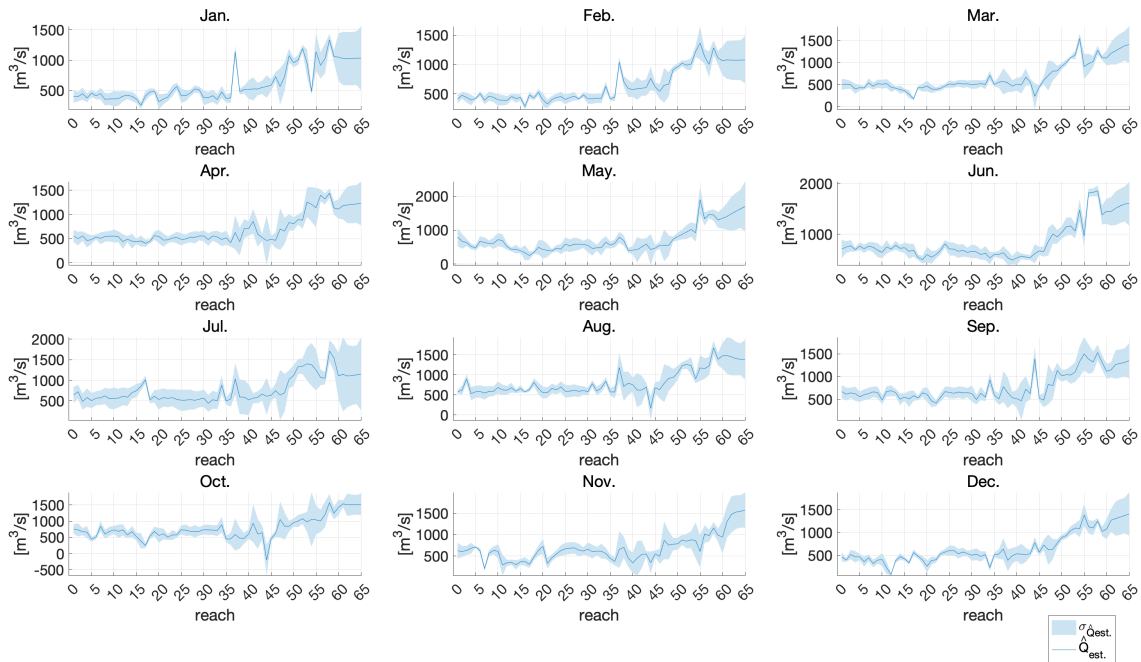 Jan. Feb. Mar.
[m³/s] 1500 1000 500
0 5 10 15 20 25 30 35 40 45 50 55 60 65
reach
[m³/s] 1500 1000 500
0 5 10 15 20 25 30 35 40 45 50 55 60 65
reach
[m³/s] 1500 1000 500 0
0 5 10 15 20 25 30 35 40 45 50 55 60 65
reach
Apr. May. Jun.
[m³/s] 1500 1000 500 0
0 5 10 15 20 25 30 35 40 45 50 55 60 65
reach
[m³/s] 2000 1000 0
0 5 10 15 20 25 30 35 40 45 50 55 60 65
reach
[m³/s] 2000 1000
0 5 10 15 20 25 30 35 40 45 50 55 60 65
reach
Jul. Aug. Sep.
[m³/s] 2000 1500 1000 500
0 5 10 15 20 25 30 35 40 45 50 55 60 65
reach
[m³/s] 1500 1000 500 0
0 5 10 15 20 25 30 35 40 45 50 55 60 65
reach
[m³/s] 1500 1000 500
0 5 10 15 20 25 30 35 40 45 50 55 60 65
reach
Oct. Nov. Dec.
[m³/s] 1500 1000 500 0 -500
0 5 10 15 20 25 30 35 40 45 50 55 60 65
reach
[m³/s] 1500 1000 500
0 5 10 15 20 25 30 35 40 45 50 55 60 65
reach
[m³/s] 1500 1000 500
0 5 10 15 20 25 30 35 40 45 50 55 60 65
reach
σ Q̂est.
Q̂ est.